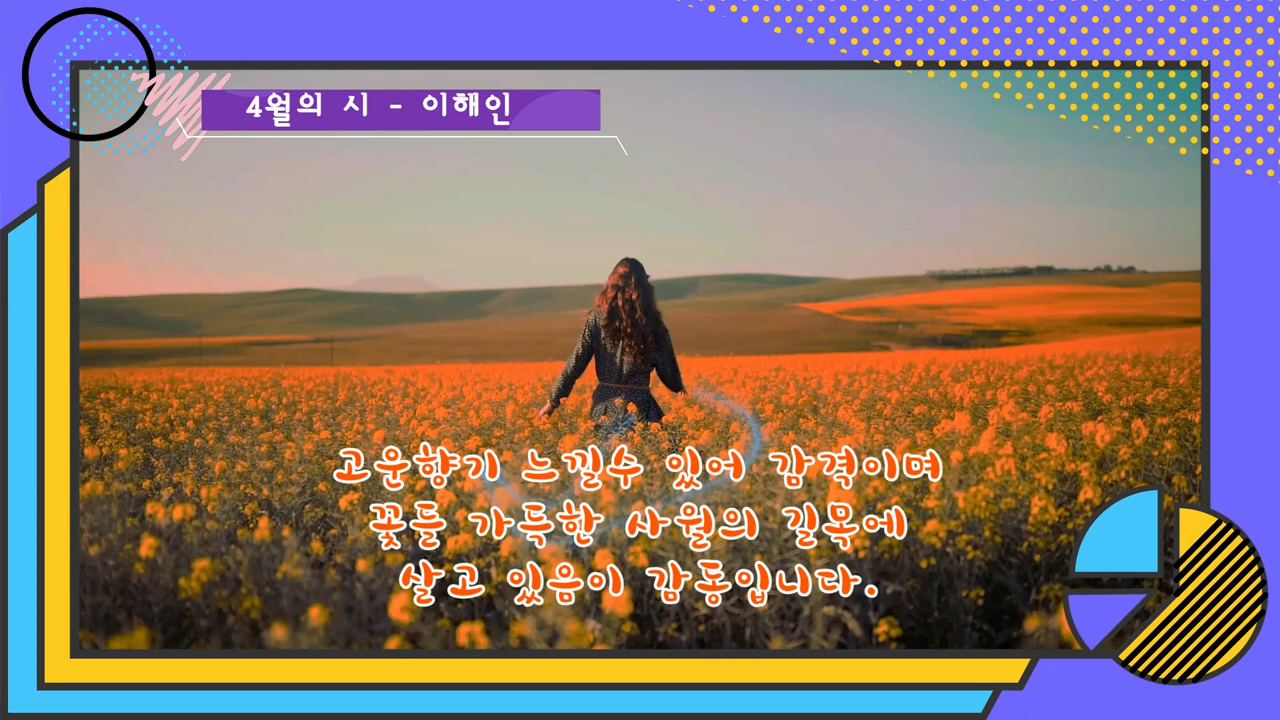 4월의 시 - 이해인
고운향기 느낄수 있어 감격이며
꽃들 가득한 사월의 길목에
살고 있음이 감동입니다.